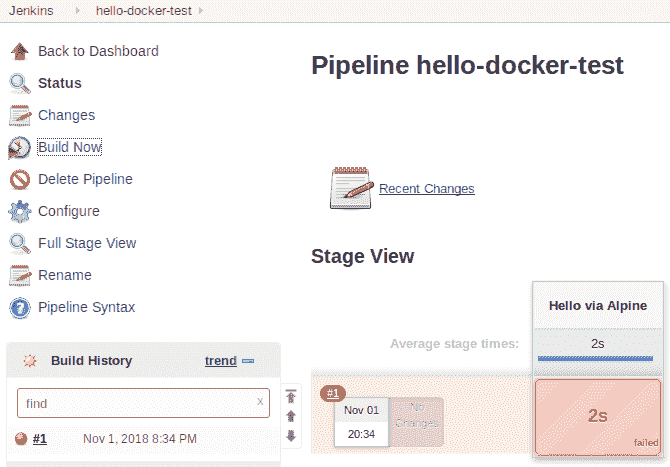 Jenkins hello-docker-test
Back to Dashboard
Status
Changes
Build Now
Delete Pipeline
Configure
Full Stage View
Rename
Pipeline Syntax
Build History trend
find x
#1 Nov 1, 2018 8:34 PM
Pipeline hello-docker-test
Recent Changes
Stage View
Hello via Alpine
Average stage times: 2s
#1
Nov 01
20:34
No
Changes
2s
failed